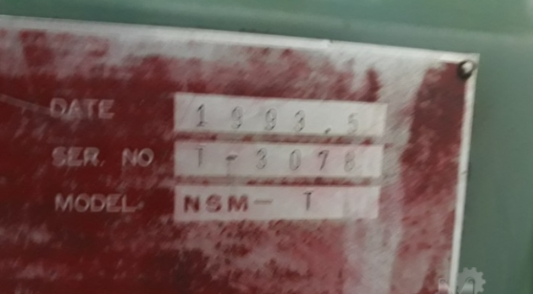 DATE 1993.5
SER. NO T-3078
MODEL NSM- T